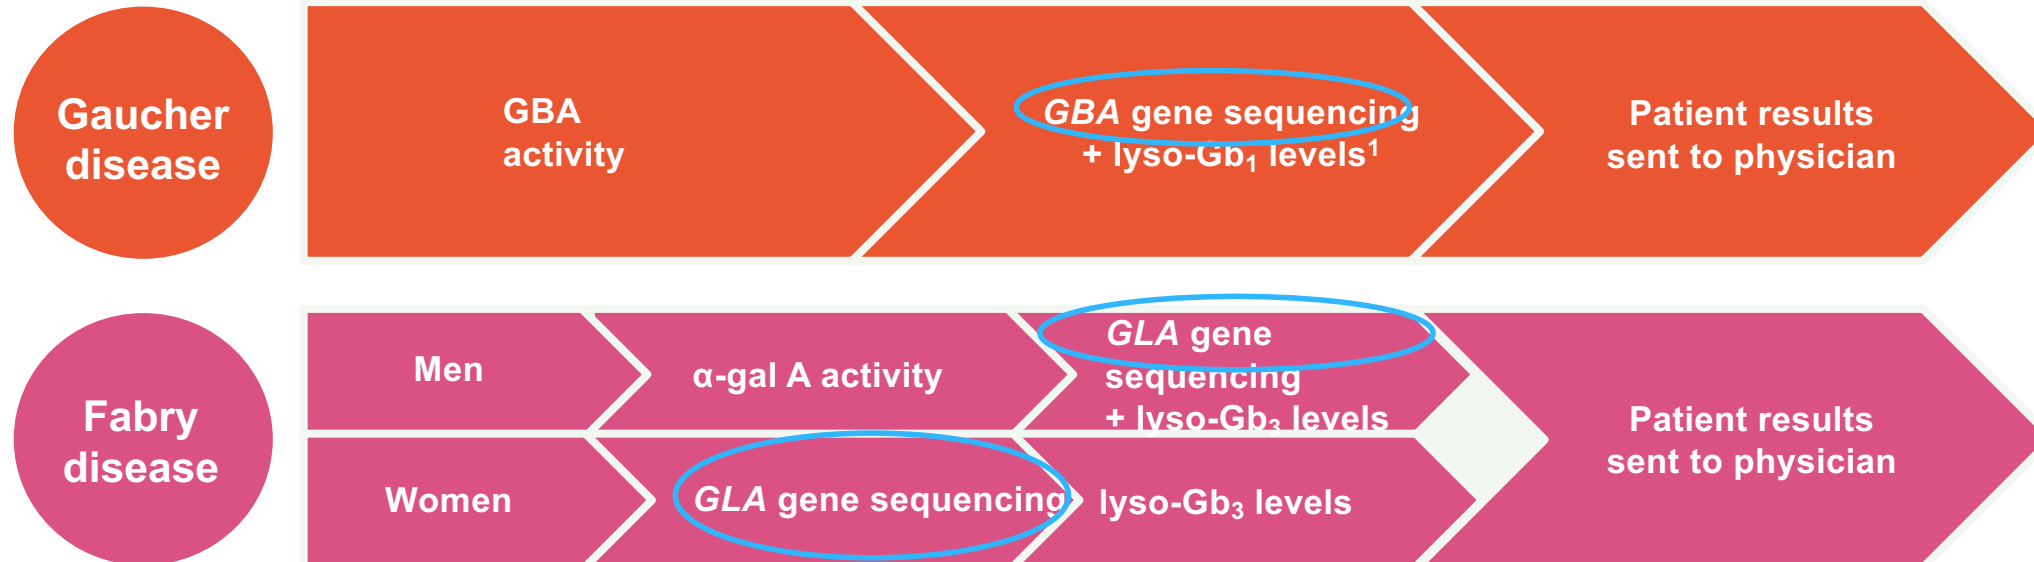 Gaucher
disease
GBA
activity
GBA gene sequencing
+ lyso-Gb₁ levels¹
Patient results
sent to physician
Fabry
disease
Men
α-gal A activity
GLA gene
sequencing
+ lyso-Gb₃ levels
Women
GLA gene sequencing
lyso-Gb₃ levels
Patient results
sent to physician